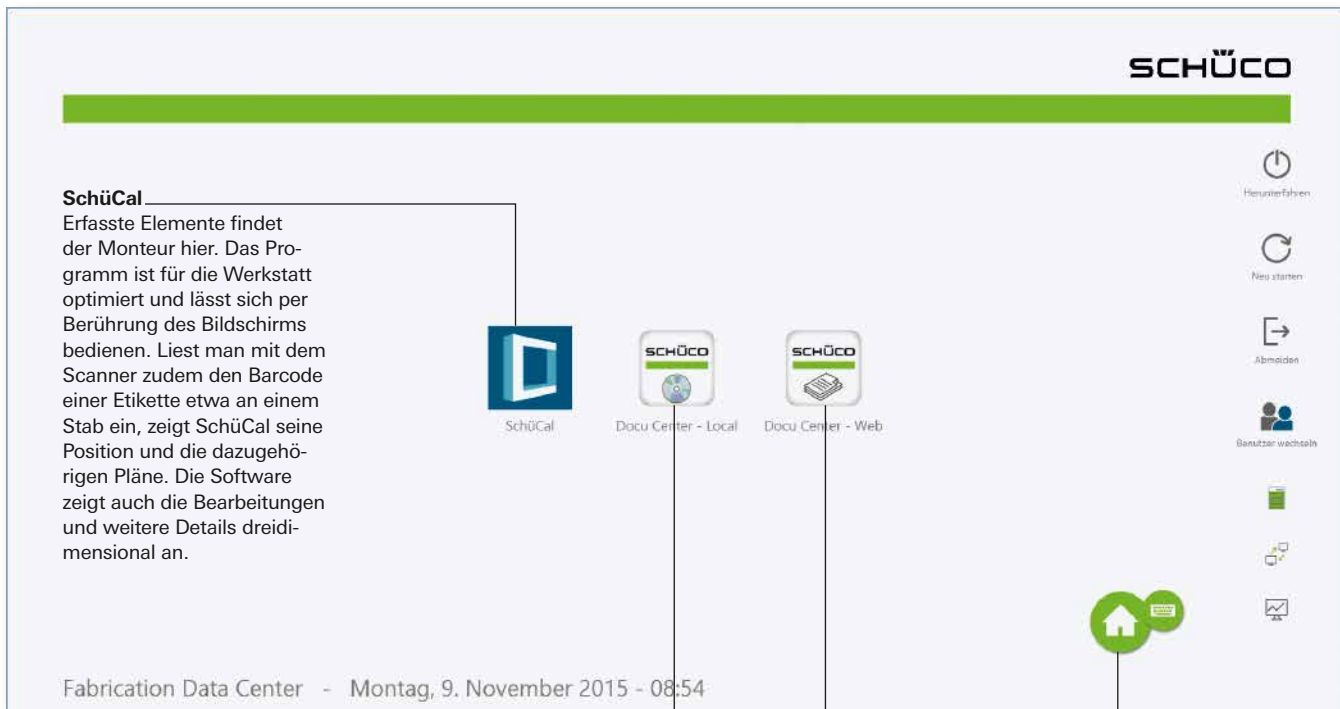 SCHÜCO
Herunterfahren
Neu starten
Abmelden
Benutzer wechseln
SchüCal
Erfasste Elemente findet
der Monteur hier. Das Pro-
gramm ist für die Werkstatt
optimiert und lässt sich per
Berührung des Bildschirms
bedienen. Liest man mit dem
Scanner zudem den Barcode
einer Etikette etwa an einem
Stab ein, zeigt SchüCal seine
Position und die dazugehö-
rigen Pläne. Die Software
zeigt auch die Bearbeitungen
und weitere Details dreidi-
mensional an.
SCHÜCO
SCHÜCO
SchüCal
Docu Center - Local
Docu Center - Web
Fabrication Data Center - Montag, 9. November 2015 - 08:54